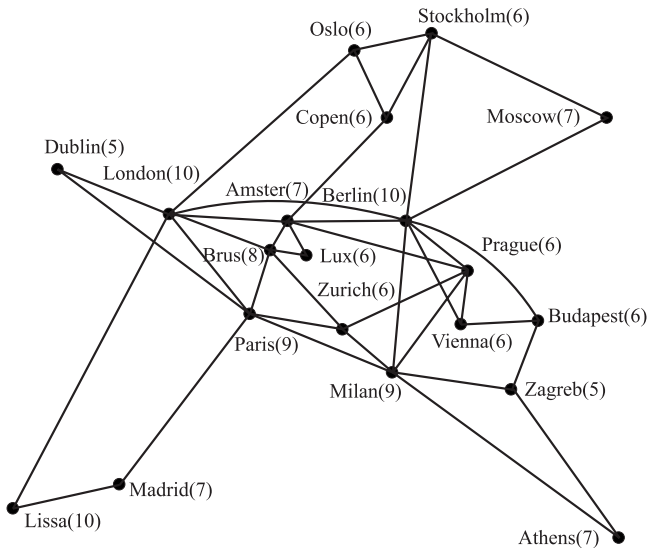 Stockholm(6)
Oslo(6)
Copen(6)
Moscow(7)
Dublin(5)
London(10)
Amster(7)
Berlin(10)
Brus(8)
Lux(6)
Prague(6)
Zurich(6)
Budapest(6)
Vienna(6)
Paris(9)
Milan(9)
Zagreb(5)
Madrid(7)
Lissa(10)
Athens(7)